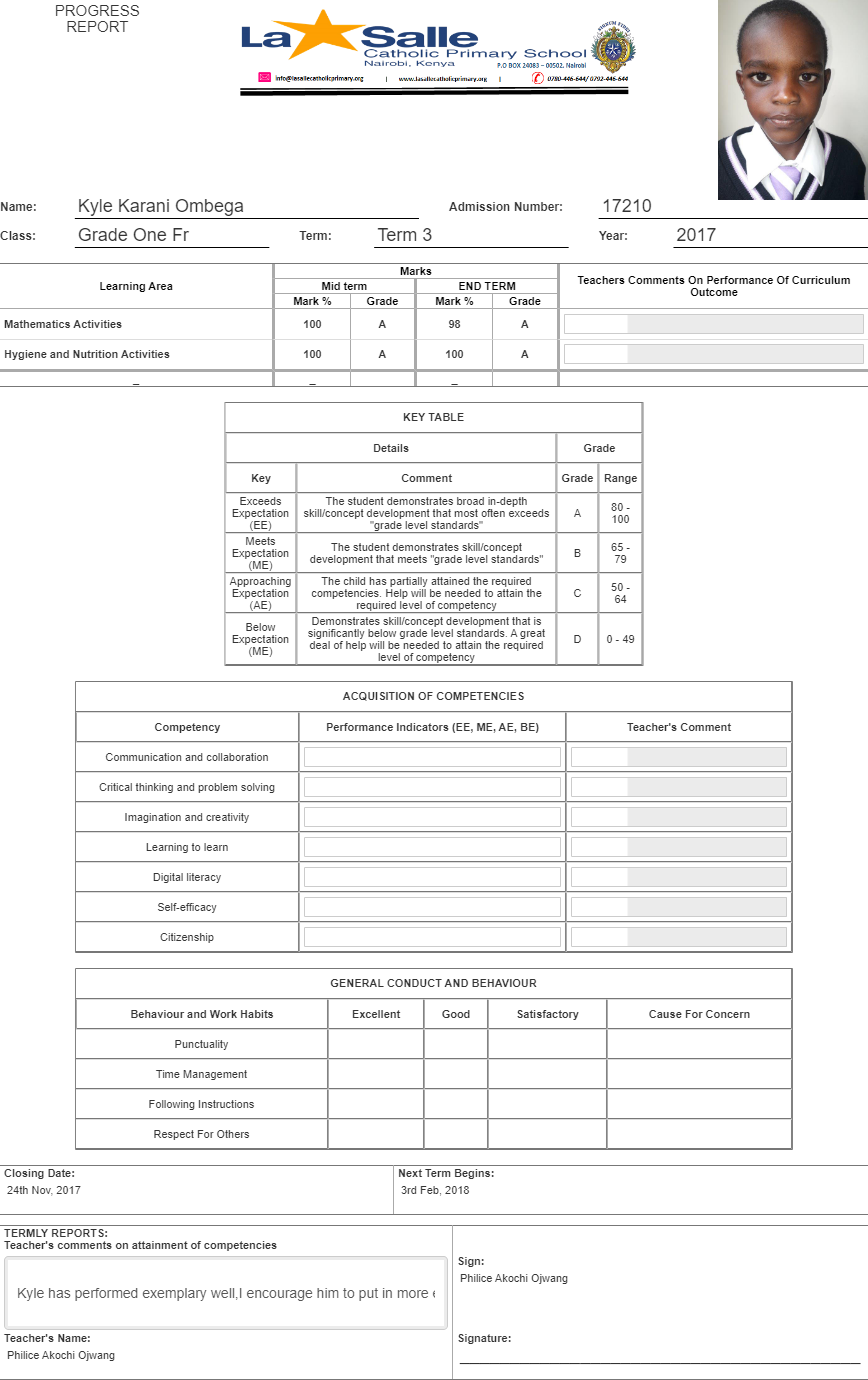 PROGRESS
REPORT
La Salle
Catholic Primary School
Nairobi, Kenya
P.O BOX 24083 – 00502. Nairobi
info@lasallecatholicprimary.org | www.lasallecatholicprimary.org | 0780-446-644/ 0792-446-644
Name: Kyle Karani Ombega Admission Number: 17210
Class: Grade One Fr Term: Term 3 Year: 2017
Learning Area Marks Teachers Comments On Performance Of Curriculum Outcome
Mid term END TERM
Mark % Grade Mark % Grade
Mathematics Activities 100 A 98 A
Hygiene and Nutrition Activities 100 A 100 A
KEY TABLE
Details Grade
Key Comment Grade Range
Exceeds Expectation (EE) The student demonstrates broad in-depth skill/concept development that most often exceeds "grade level standards" A 80 - 100
Meets Expectation (ME) The student demonstrates skill/concept development that meets "grade level standards" B 65 - 79
Approaching Expectation (AE) The child has partially attained the required competencies. Help will be needed to attain the required level of competency C 50 - 64
Below Expectation (ME) Demonstrates skill/concept development that is significantly below grade level standards. A great deal of help will be needed to attain the required level of competency D 0 - 49
ACQUISITION OF COMPETENCIES
Competency Performance Indicators (EE, ME, AE, BE) Teacher's Comment
Communication and collaboration
Critical thinking and problem solving
Imagination and creativity
Learning to learn
Digital literacy
Self-efficacy
Citizenship
GENERAL CONDUCT AND BEHAVIOUR
Behaviour and Work Habits Excellent Good Satisfactory Cause For Concern
Punctuality
Time Management
Following Instructions
Respect For Others
Closing Date: Next Term Begins:
24th Nov, 2017 3rd Feb, 2018
TERMLY REPORTS:
Teacher's comments on attainment of competencies
Sign:
Philice Akochi Ojwang
Kyle has performed exemplary well,I encourage him to put in more
Teacher's Name: Signature:
Philice Akochi Ojwang